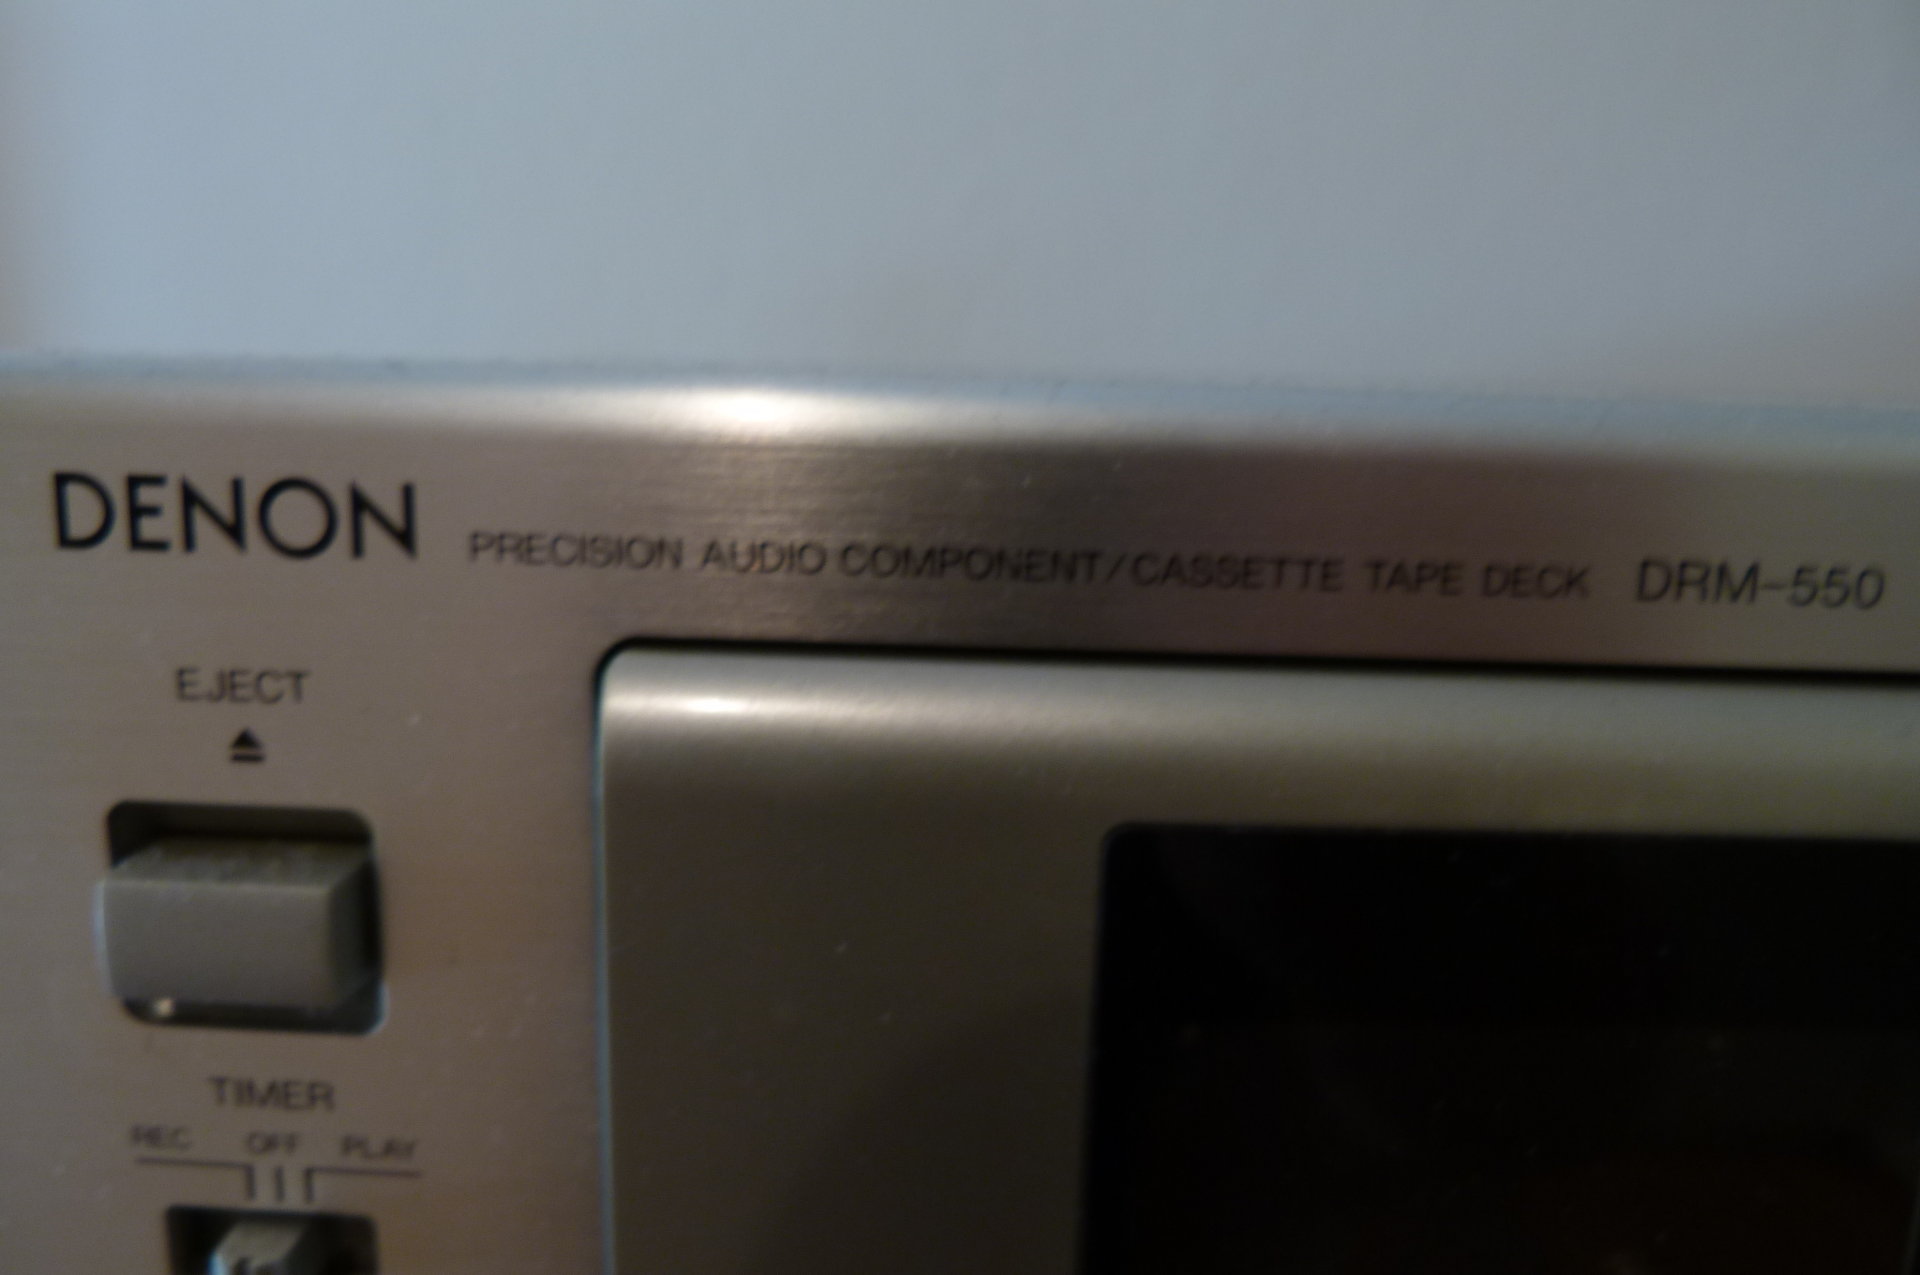 DENON PRECISION AUDIO COMPONENT/CASSETTE TAPE DECK DRM-550
EJECT
TIMER
REC OFF PLAY